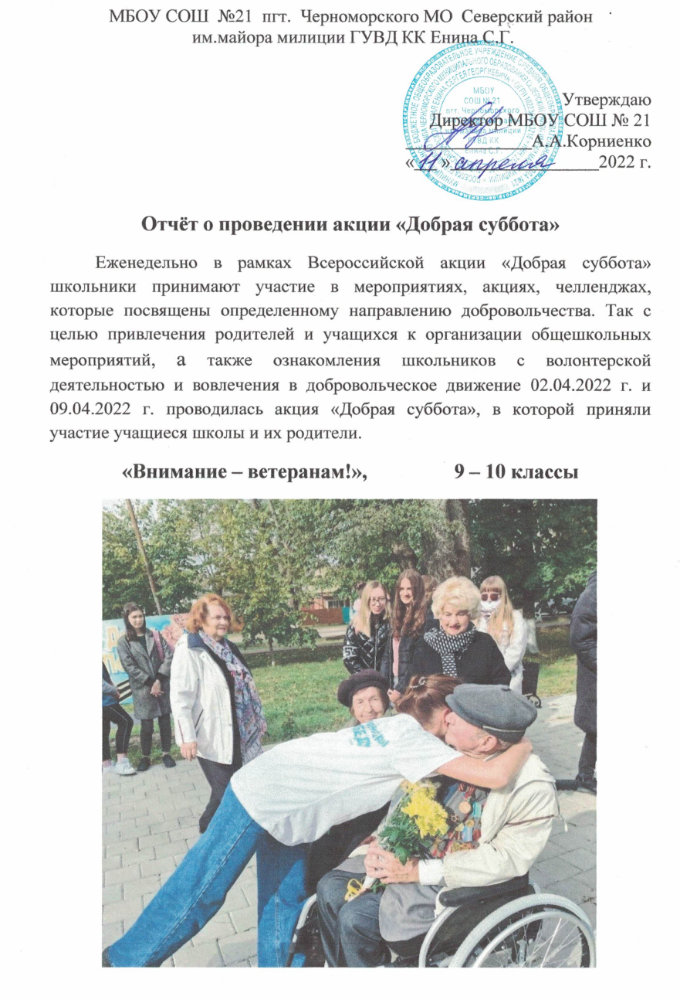 МБОУ СОШ №21 пгт. Черноморского МО Северский район
им.майора милиции ГУВД КК Енина С.Г.
МБОУ
СОШ № 21
пгт. Черноморского
милиции
ГУВД КК
Енина С.Г.
Утверждаю
Директор МБОУ СОШ № 21
_______________А.А.Корниенко
«11»апреля 2022 г.
Отчёт о проведении акции «Добрая суббота»
Еженедельно в рамках Всероссийской акции «Добрая суббота»
школьники принимают участие в мероприятиях, акциях, челленджах,
которые посвящены определенному направлению добровольчества. Так с
целью привлечения родителей и учащихся к организации общешкольных
мероприятий, а также ознакомления школьников с волонтерской
деятельностью и вовлечения в добровольческое движение 02.04.2022 г. и
09.04.2022 г. проводилась акция «Добрая суббота», в которой приняли
участие учащиеся школы и их родители.
«Внимание – ветеранам!», 9 – 10 классы